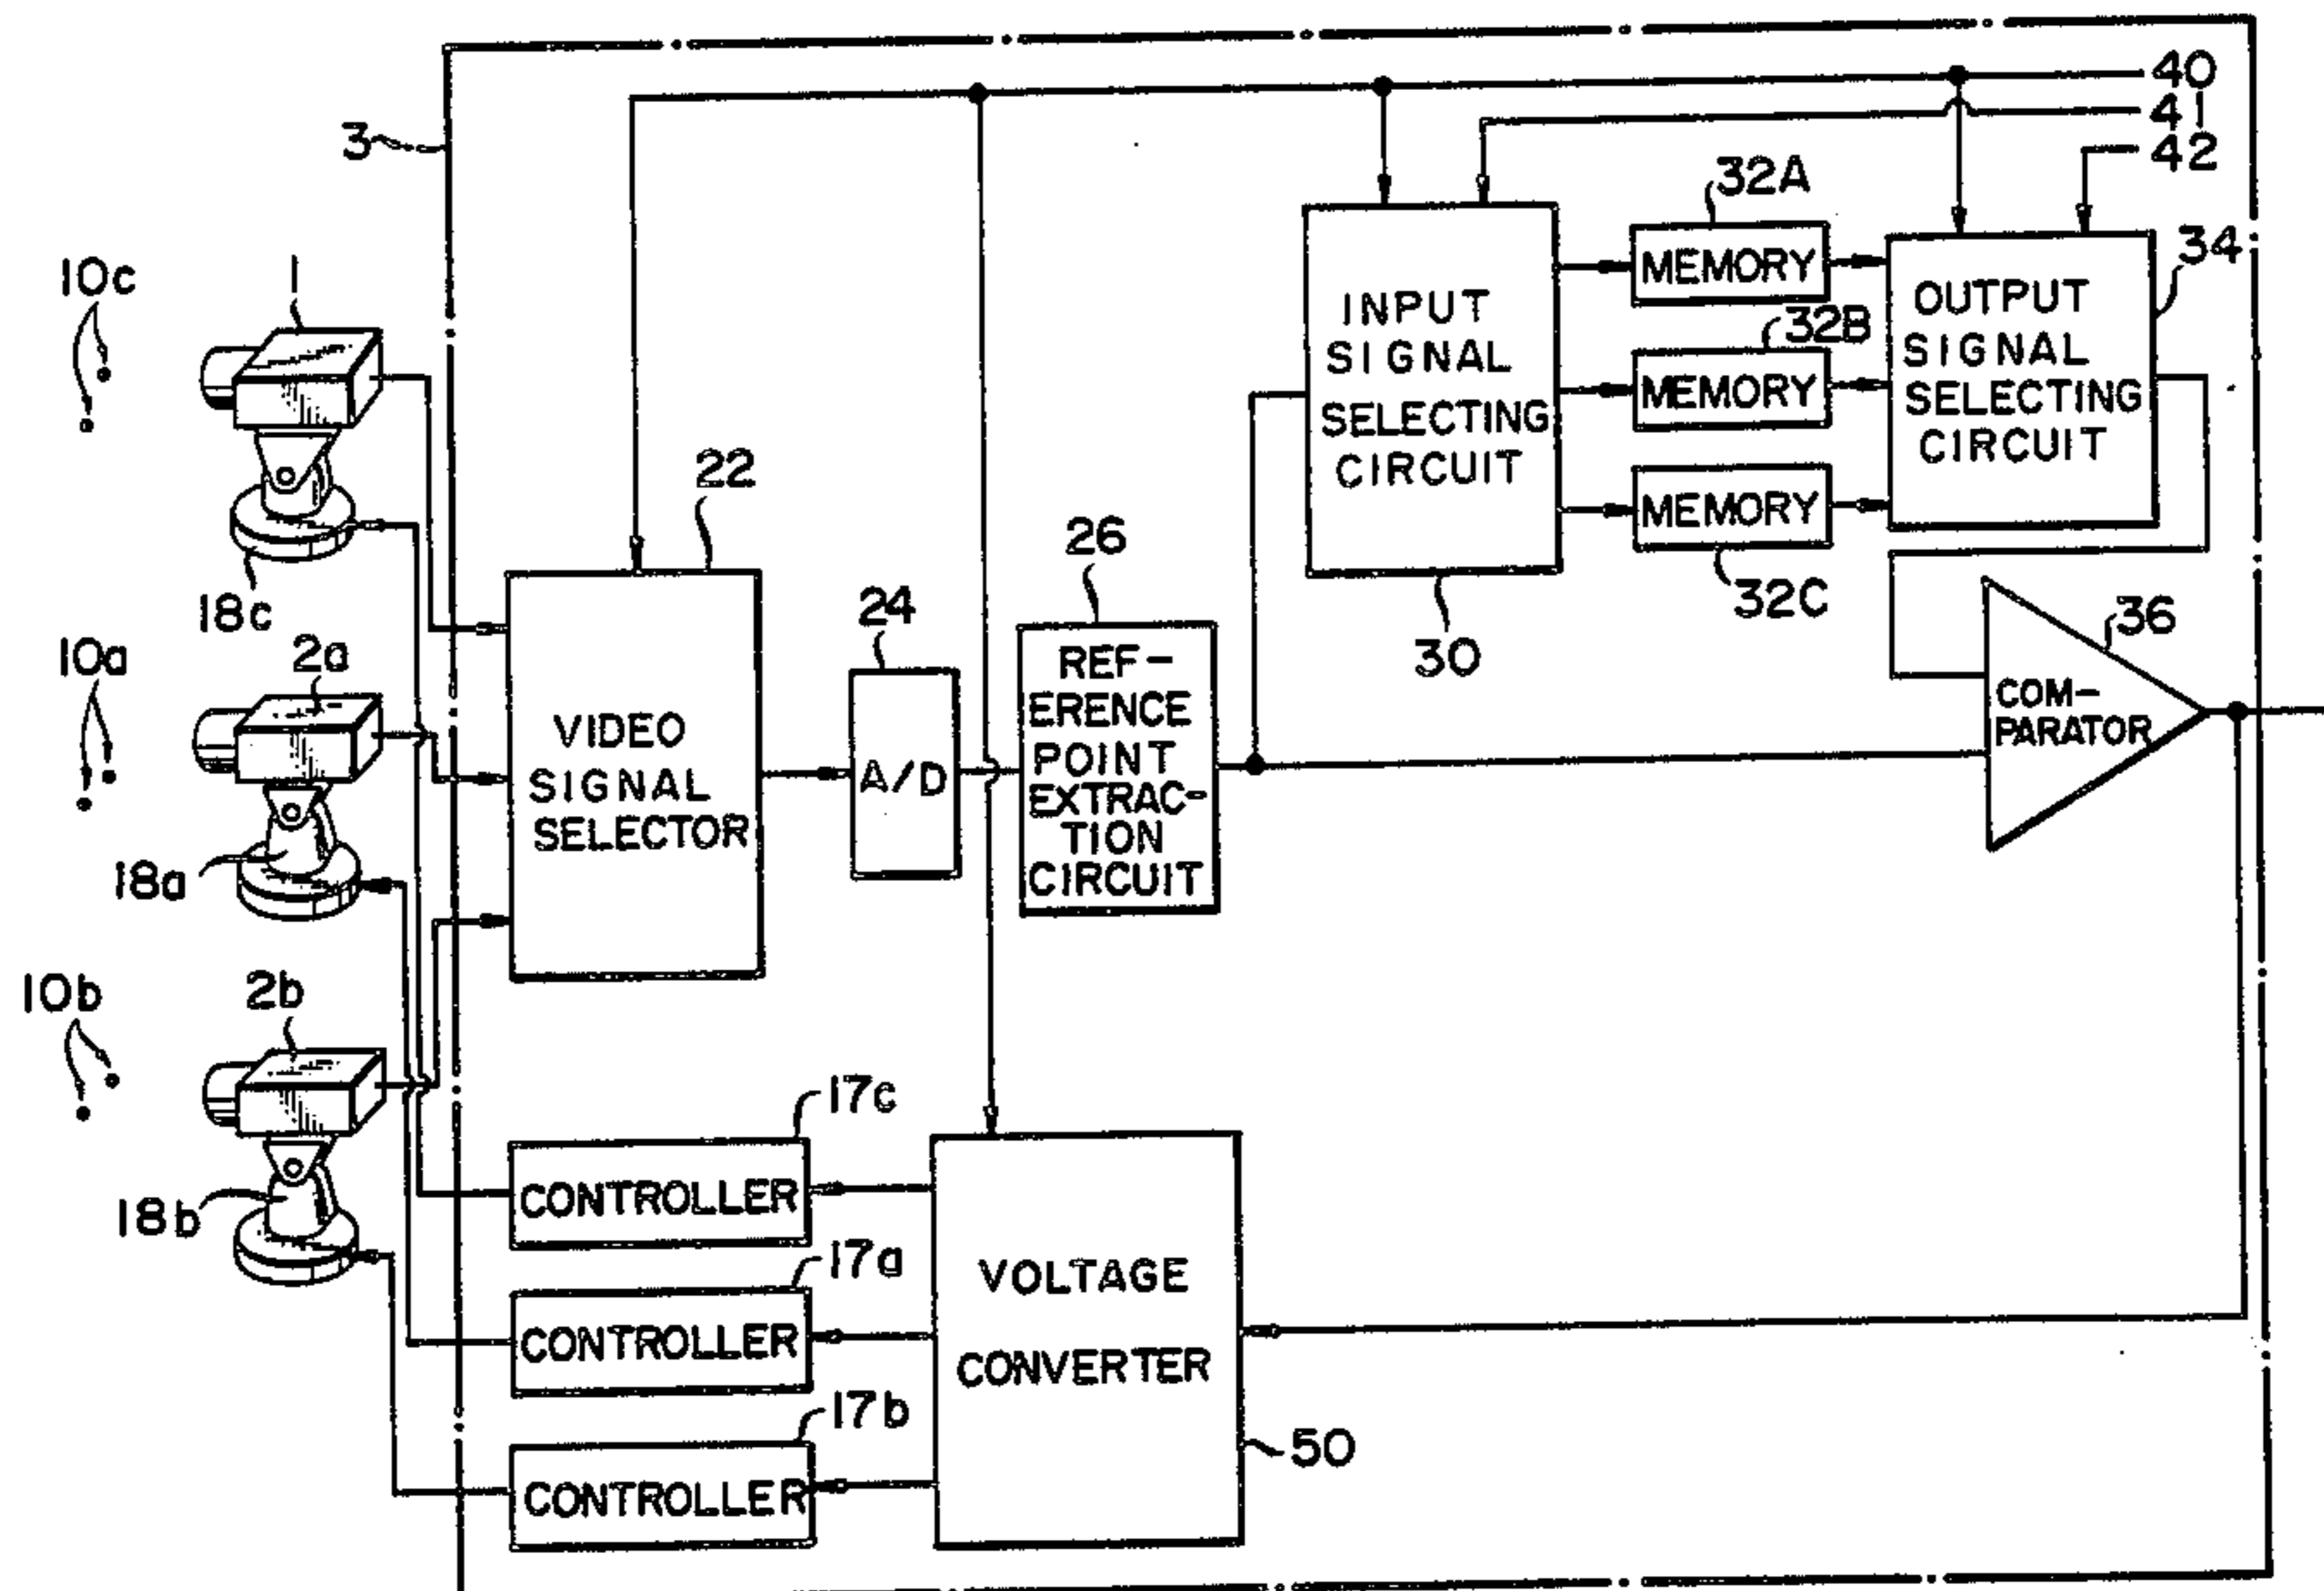 40
41
42
3
32A
MEMORY
34
10c
1
INPUT
SIGNAL
SELECTING
CIRCUIT
32B
MEMORY
OUTPUT
SIGNAL
SELECTING
CIRCUIT
22
26
MEMORY
32C
18c
24
30
36
10a
2a
VIDEO
SIGNAL
SELECTOR
A/D
REF-
ERENCE
POINT
EXTRAC-
TION
CIRCUIT
COM-
PARATOR
18a
10b
2b
17c
CONTROLLER
18b
17a
CONTROLLER
VOLTAGE
CONVERTER
17b
CONTROLLER
50